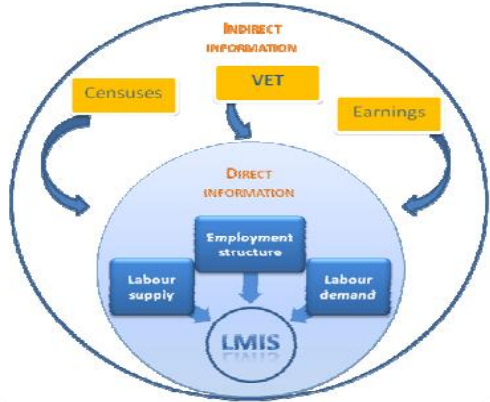 INDIRECT
INFORMATION
Censuses
VET
Earnings
DIRECT
INFORMATION
Employment
structure
Labour
supply
Labour
demand
LMIS